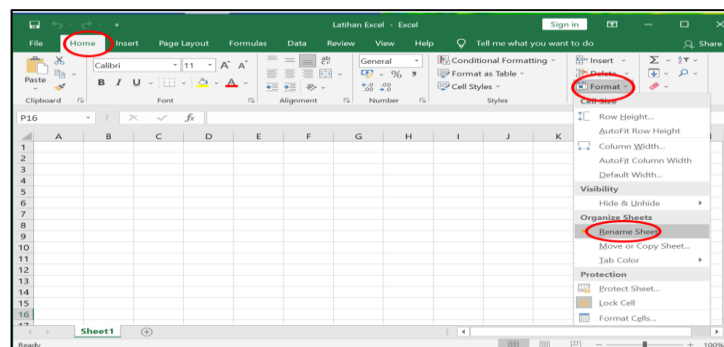 Latihan Excel - Excel
Sign in
File Home Insert Page Layout Formulas Data Review View Help Tell me what you want to do Share
Calibri 11 A A General Conditional Formatting Insert
Paste B I U A % Format as Table Delete
Cell Styles Format
Clipboard Font Alignment Number Styles
P16 fx
Cell Size
Row Height...
AutoFit Row Height
Column Width...
AutoFit Column Width
Default Width...
Visibility
Hide & Unhide
Organize Sheets
Rename Sheet
Move or Copy Sheet...
Tab Color
Protection
Protect Sheet...
Lock Cell
Format Cells...
A B C D E F G H I J K
1
2
3
4
5
6
7
8
9
10
11
12
13
14
15
16
17
Sheet1
Ready 100%